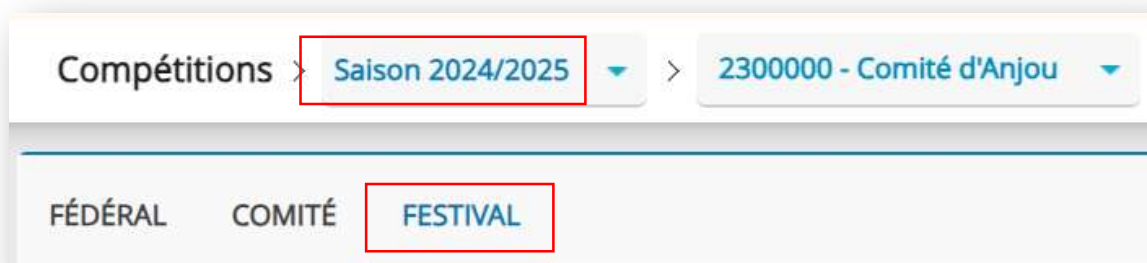 Compétitions > Saison 2024/2025 > 2300000 - Comité d'Anjou
FÉDÉRAL COMITÉ FESTIVAL